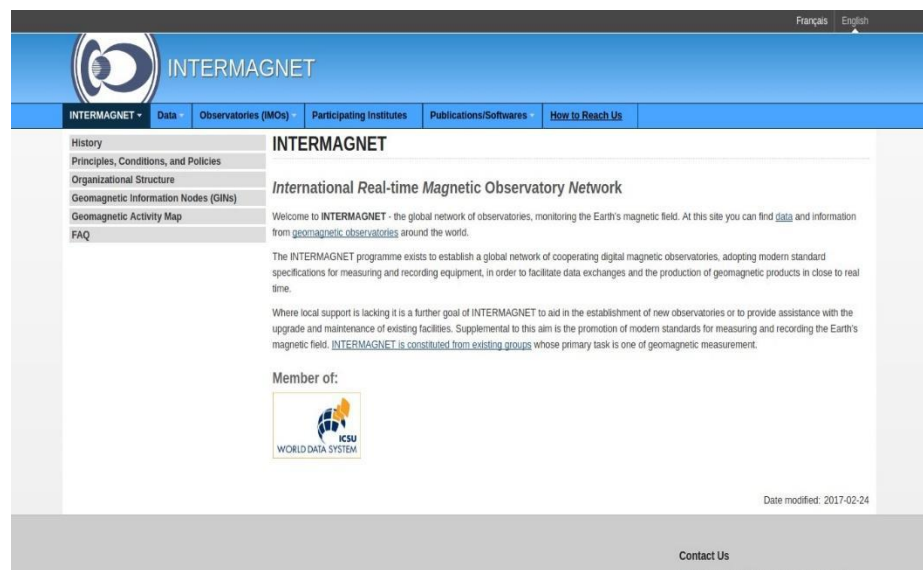 Français English
INTERMAGNET
INTERMAGNET Data Observatories (IMOs) Participating Institutes Publications/Softwares How to Reach Us
History
Principles, Conditions, and Policies
Organizational Structure
Geomagnetic Information Nodes (GINs)
Geomagnetic Activity Map
FAQ
INTERMAGNET
International Real-time Magnetic Observatory Network
Welcome to INTERMAGNET - the global network of observatories, monitoring the Earth's magnetic field. At this site you can find data and information
from geomagnetic observatories around the world.
The INTERMAGNET programme exists to establish a global network of cooperating digital magnetic observatories, adopting modern standard
specifications for measuring and recording equipment, in order to facilitate data exchanges and the production of geomagnetic products in close to real
time.
Where local support is lacking it is a further goal of INTERMAGNET to aid in the establishment of new observatories or to provide assistance with the
upgrade and maintenance of existing facilities. Supplemental to this aim is the promotion of modern standards for measuring and recording the Earth's
magnetic field. INTERMAGNET is constituted from existing groups whose primary task is one of geomagnetic measurement.
Member of:
ICSU
WORLD DATA SYSTEM
Date modified: 2017-02-24
Contact Us